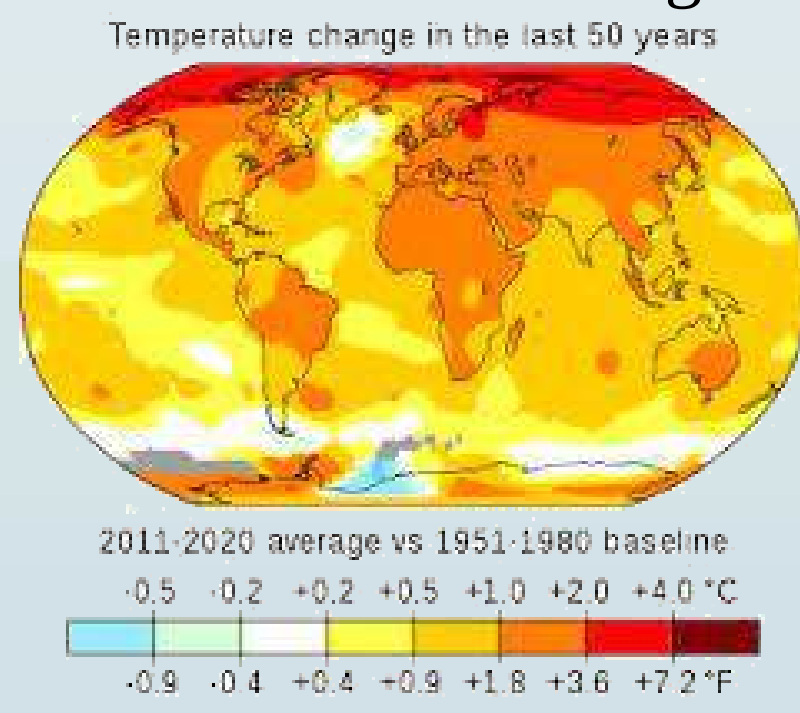 Temperature change in the last 50 years
2011-2020 average vs 1951-1980 baseline
-0.5 -0.2 +0.2 +0.5 +1.0 +2.0 +4.0 °C
-0.9 -0.4 +0.4 +0.9 +1.8 +3.6 +7.2 °F